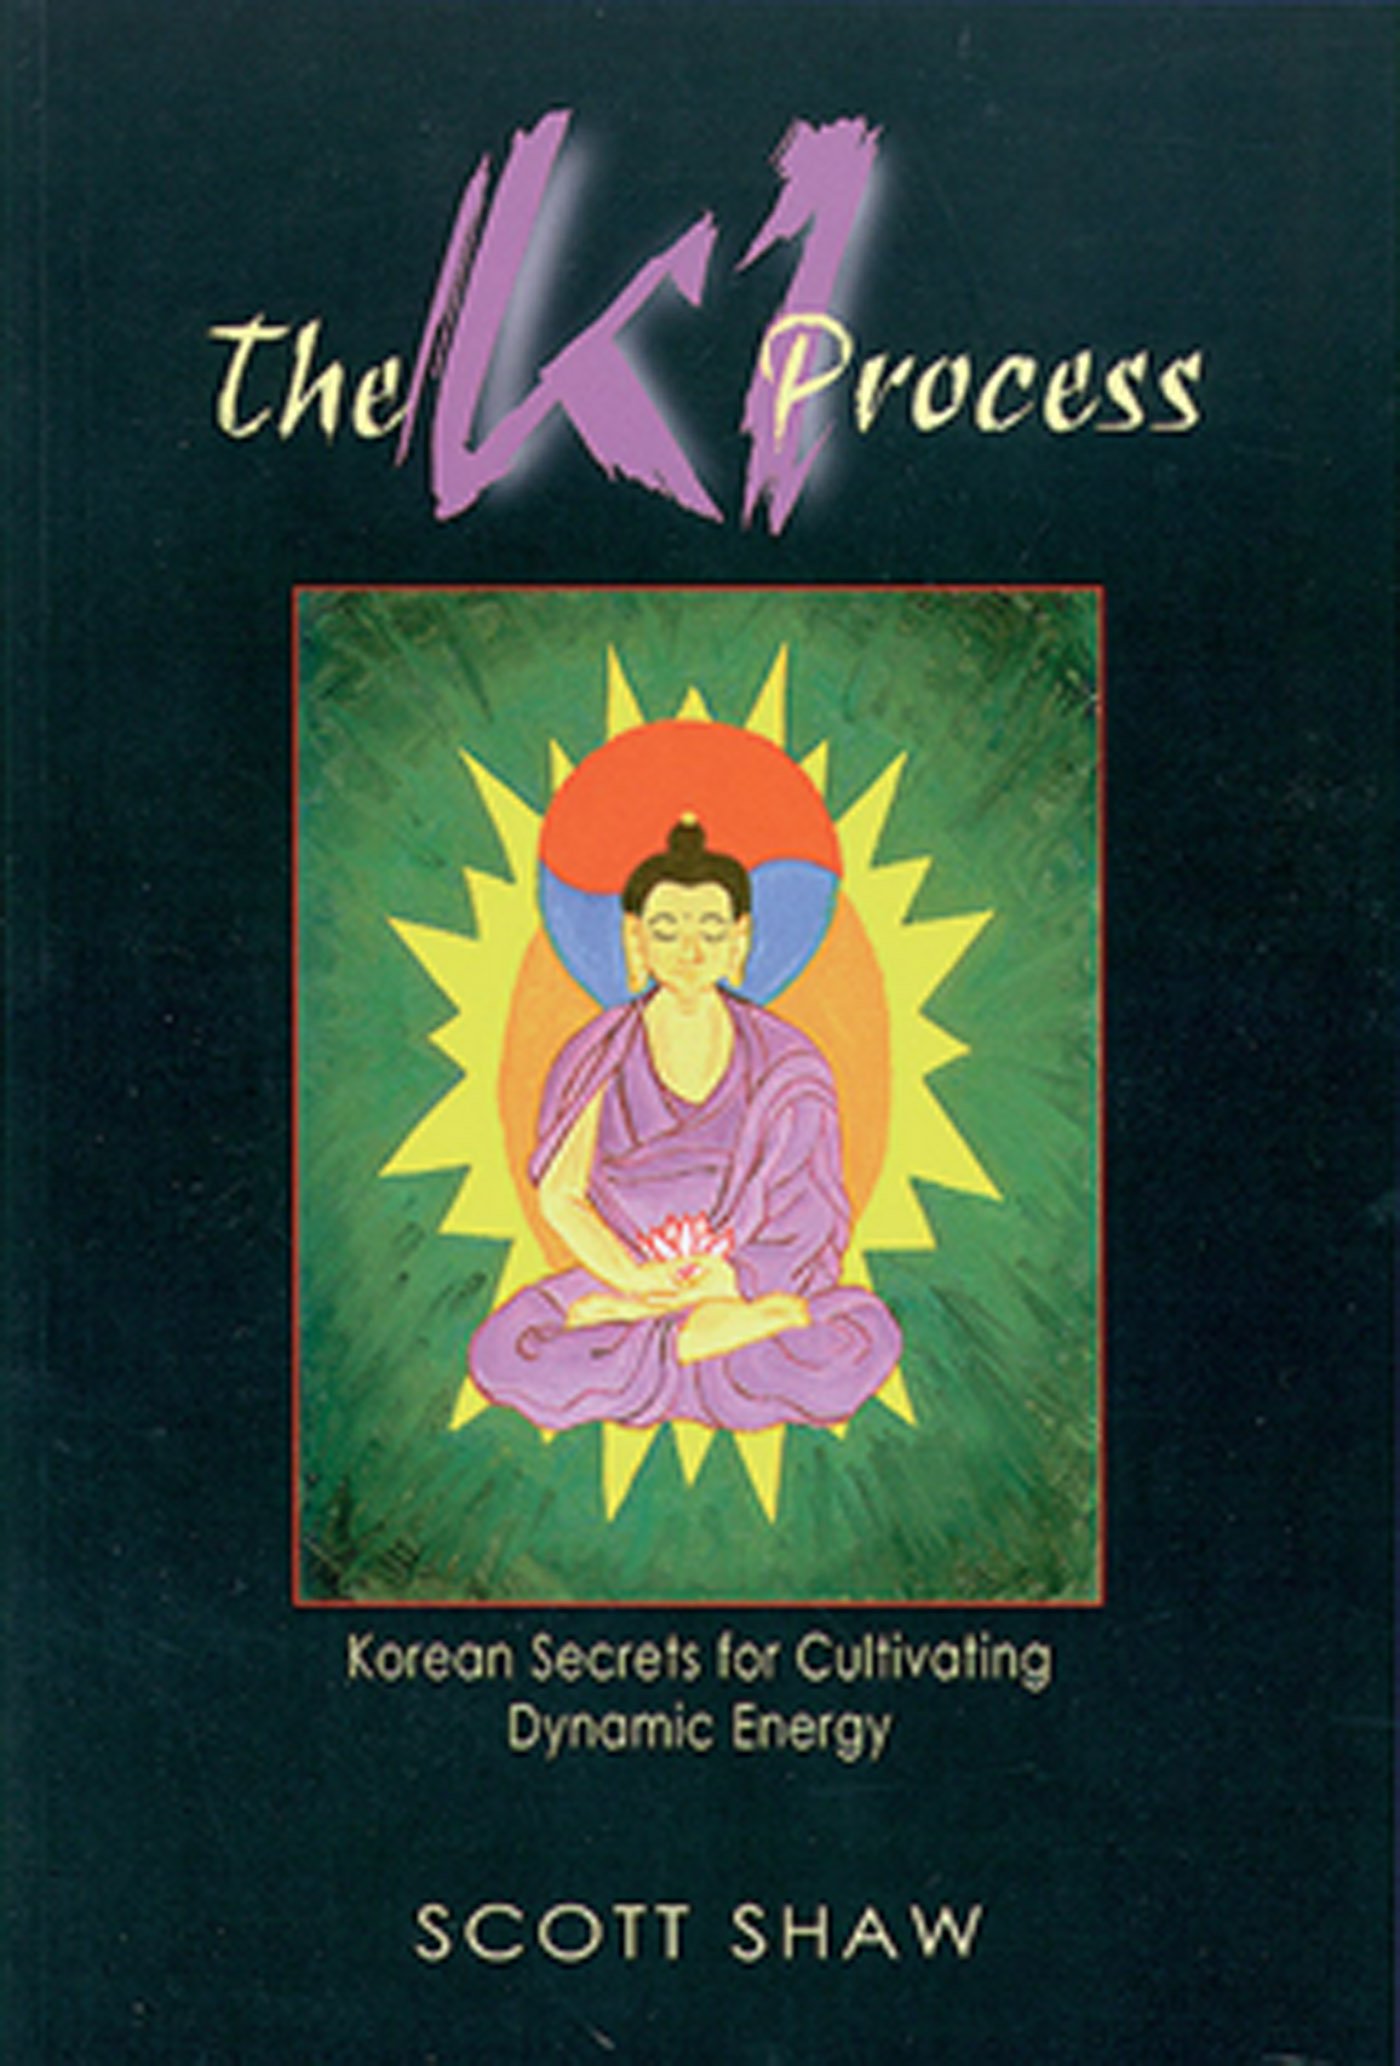 The Ki Process
Korean Secrets for Cultivating
Dynamic Energy
SCOTT SHAW